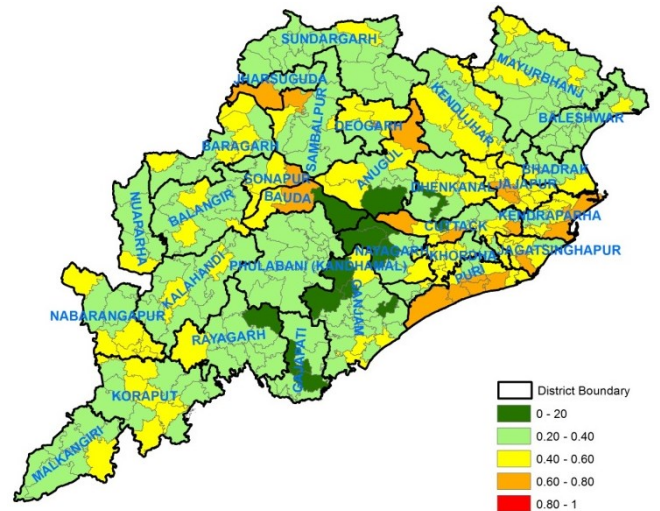 SUNDARGARH
MAYURBHANJ
JHARSUGUDA
KENDUJHAR
BALESHWAR
SAMBALPUR
DEOGARH
BARAGARH
BHADRAK
ANUGUL
SONAPUR
DHENKANAL
JAJAPUR
BAUDA
NUAPARHA
BALANGIR
KENDRAPARHA
CUTTACK
NAYAGARH
KHORDHA
JAGATSINGHAPUR
PHOLABANI (KANDHAMAL)
PURI
KALAHANDI
GANJAM
NABARANGAPUR
RAYAGARH
GAJAPATI
KORAPUT
MALKANGIRI
District Boundary
0 - 20
0.20 - 0.40
0.40 - 0.60
0.60 - 0.80
0.80 - 1